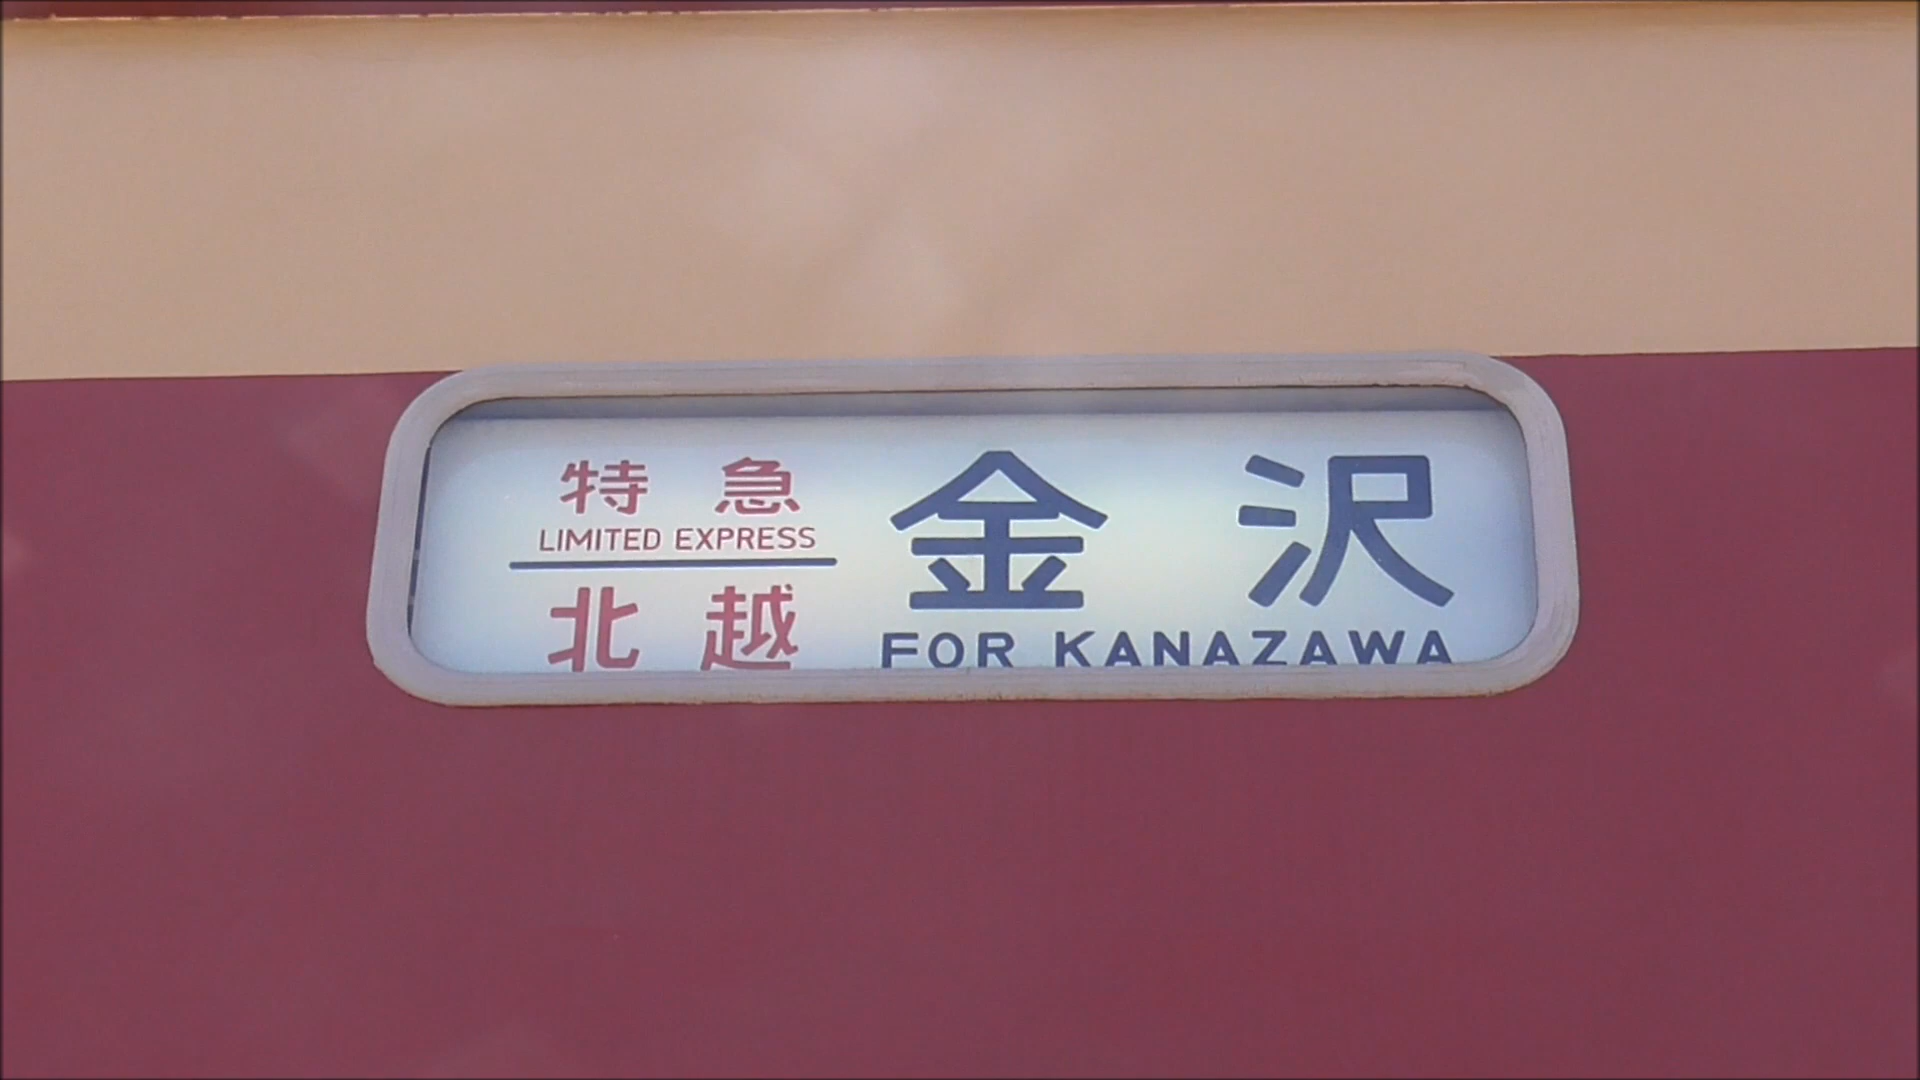 特急
LIMITED EXPRESS
北越
金沢
FOR KANAZAWA